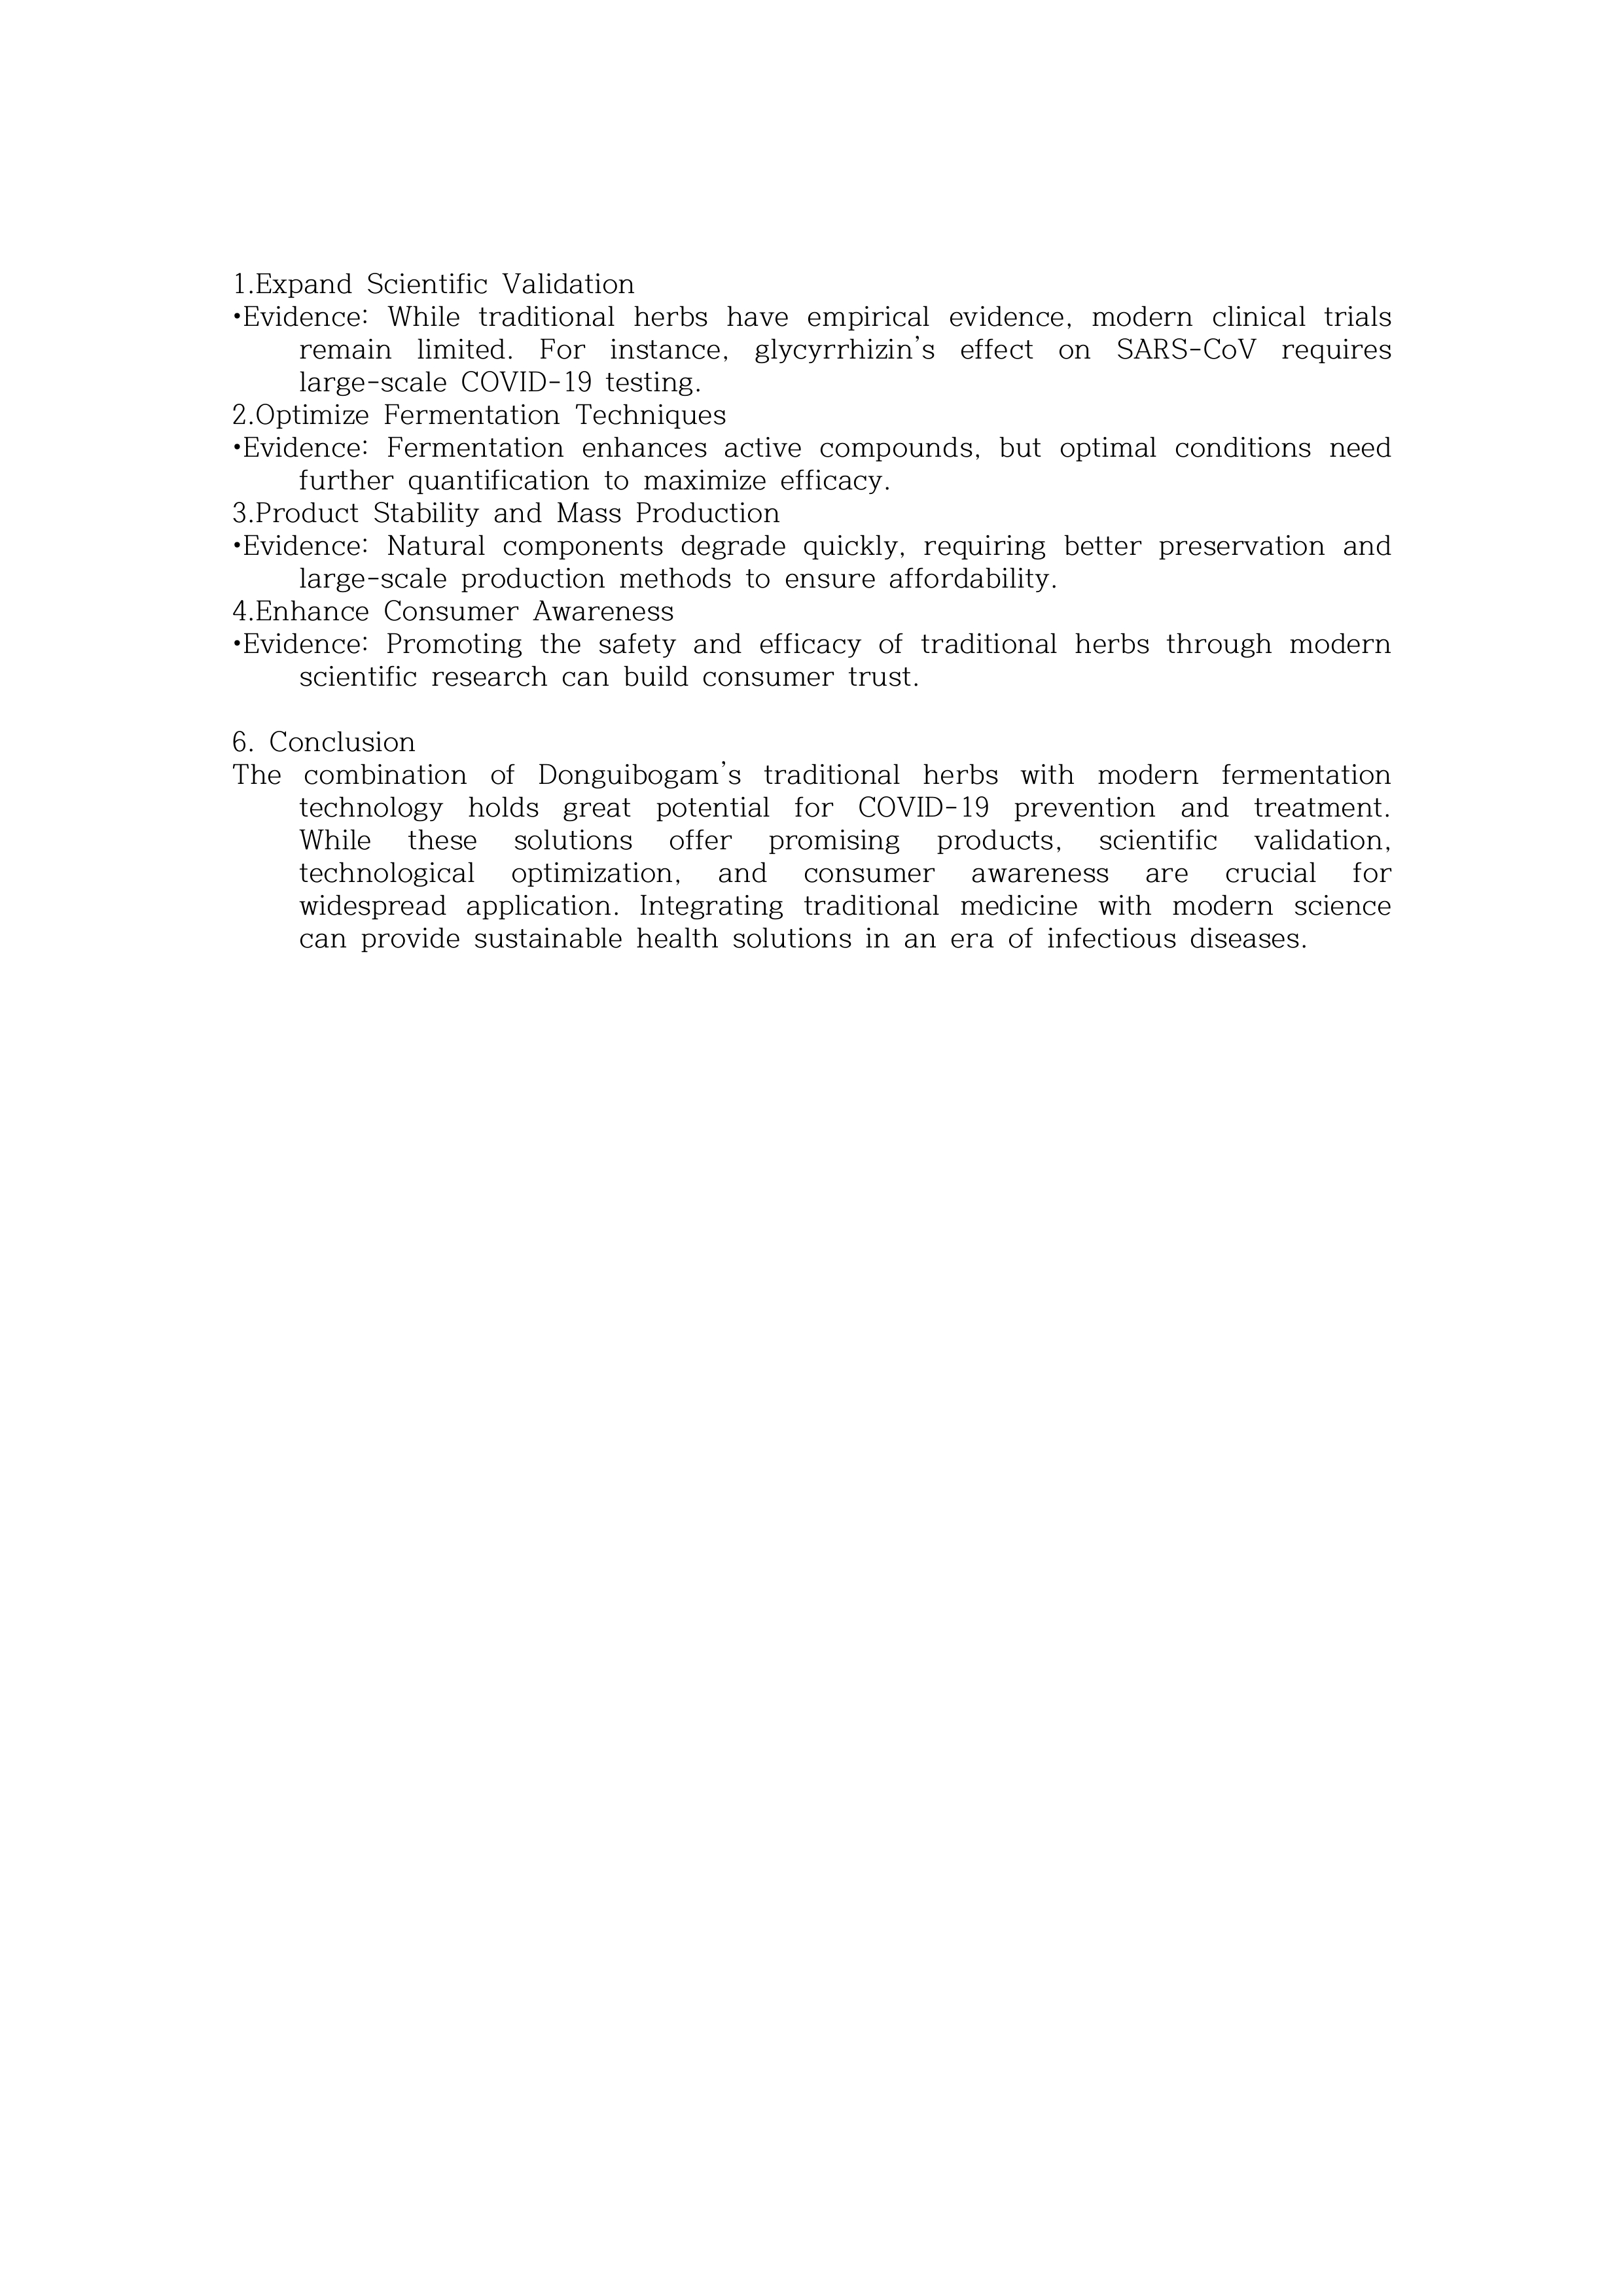 1.Expand Scientific Validation
•Evidence: While traditional herbs have empirical evidence, modern clinical trials
remain limited. For instance, glycyrrhizin's effect on SARS-CoV requires
large-scale COVID-19 testing.
2.Optimize Fermentation Techniques
•Evidence: Fermentation enhances active compounds, but optimal conditions need
further quantification to maximize efficacy.
3.Product Stability and Mass Production
•Evidence: Natural components degrade quickly, requiring better preservation and
large-scale production methods to ensure affordability.
4.Enhance Consumer Awareness
•Evidence: Promoting the safety and efficacy of traditional herbs through modern
scientific research can build consumer trust.

6. Conclusion
The combination of Donguibogam's traditional herbs with modern fermentation
technology holds great potential for COVID-19 prevention and treatment.
While these solutions offer promising products, scientific validation,
technological optimization, and consumer awareness are crucial for
widespread application. Integrating traditional medicine with modern science
can provide sustainable health solutions in an era of infectious diseases.